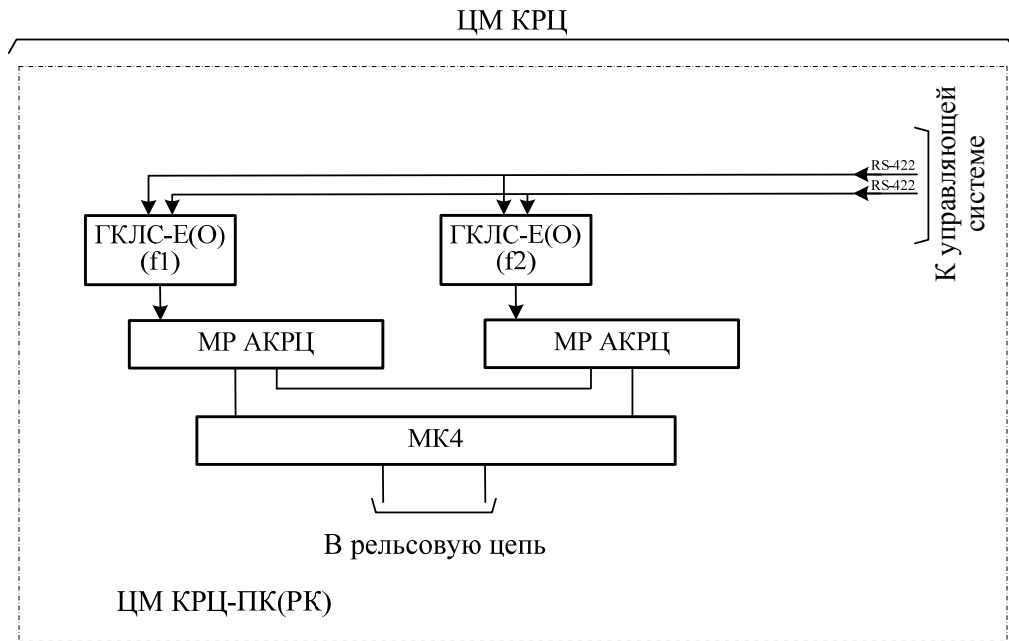 ЦМ КРЦ
RS-422
RS-422
К управляющей
системе
ГКЛС-Е(О)
(f1)
ГКЛС-Е(О)
(f2)
МР АКРЦ
МР АКРЦ
МК4
В рельсовую цепь
ЦМ КРЦ-ПК(РК)